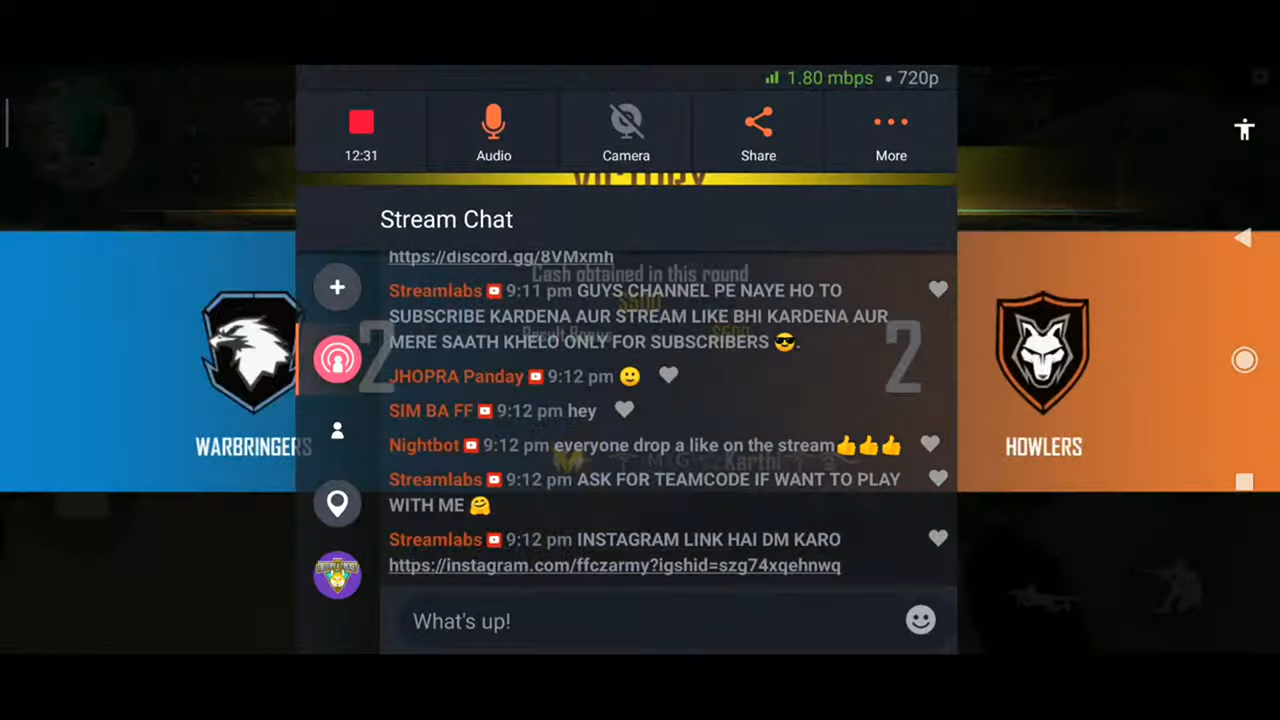 1.80 mbps • 720p
12:31
Audio
Camera
Share
More
VICTORY
Stream Chat
https://discord.gg/8VMxmh
Cash obtained in this round
$500
Streamlabs 9:11 pm GUYS CHANNEL PE NAYE HO TO
SUBSCRIBE KARDENA AUR STREAM LIKE BHI KARDENA AUR
MERE SAATH KHELO ONLY FOR SUBSCRIBERS 😎.
JHOPRA Panday 9:12 pm 🙂
SIM BA FF 9:12 pm hey
Nightbot 9:12 pm everyone drop a like on the stream👍👍👍
Streamlabs 9:12 pm ASK FOR TEAMCODE IF WANT TO PLAY
WITH ME 🤗
Streamlabs 9:12 pm INSTAGRAM LINK HAI DM KARO
https://instagram.com/ffczarmy?igshid=szg74xqehnwq
What's up!
2
2
WARBRINGERS
HOWLERS